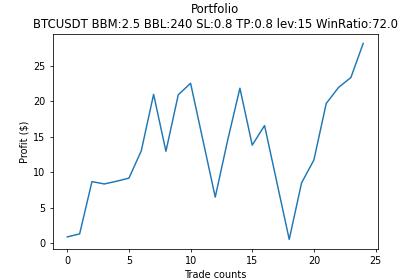 Portfolio
BTCUSDT BBM:2.5 BBL:240 SL:0.8 TP:0.8 lev:15 WinRatio:72.0
Profit ($)
25
20
15
10
5
0
0 5 10 15 20 25
Trade counts